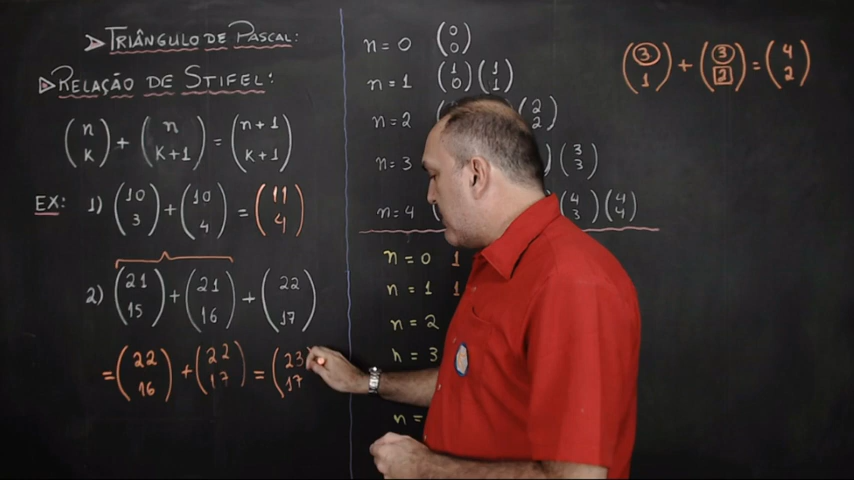 TRIÂNGULO DE PASCAL:
RELAÇÃO DE STIFEL:
(n k) + (n k+1) = (n+1 k+1)
EX: 1) (10 3) + (10 4) = (11 4)
2) (21 15) + (21 16) + (22 17)
= (22 16) + (22 17) = (23 17)
n=0 (0 0)
n=1 (1 0) (1 1)
n=2 (2 2)
n=3 (3 3)
n=4 (4 3) (4 4)
n=0 1
n=1 1
n=2
n=3
n=
(3 1) + (3 2) = (4 2)